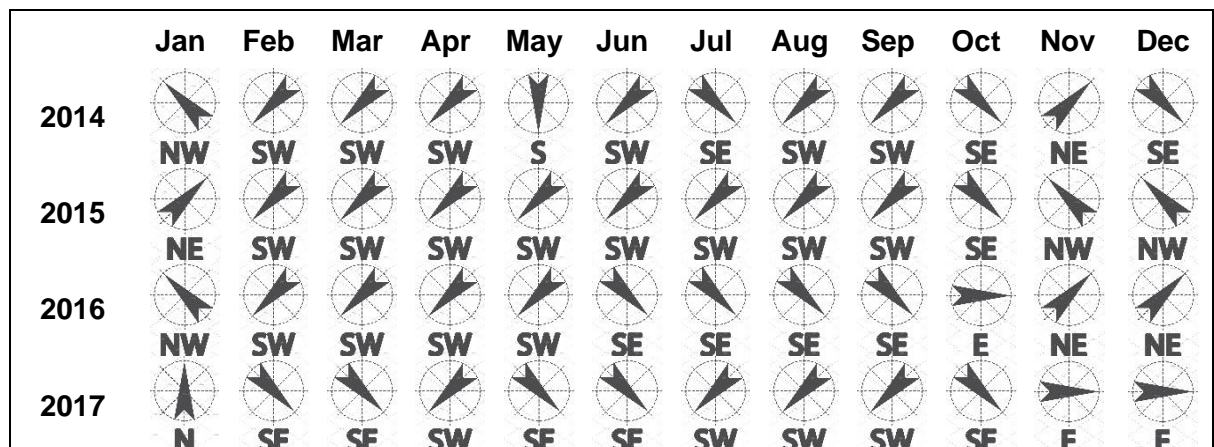 Jan Feb Mar Apr May Jun Jul Aug Sep Oct Nov Dec
2014
NW SW SW SW S SW SE SW SW SE NE SE
2015
NE SW SW SW SW SW SW SW SW SE NW NW
2016
NW SW SW SW SW SE SE SE SE E NE NE
2017
N SE SE SW SE SE SW SW SW SE E E